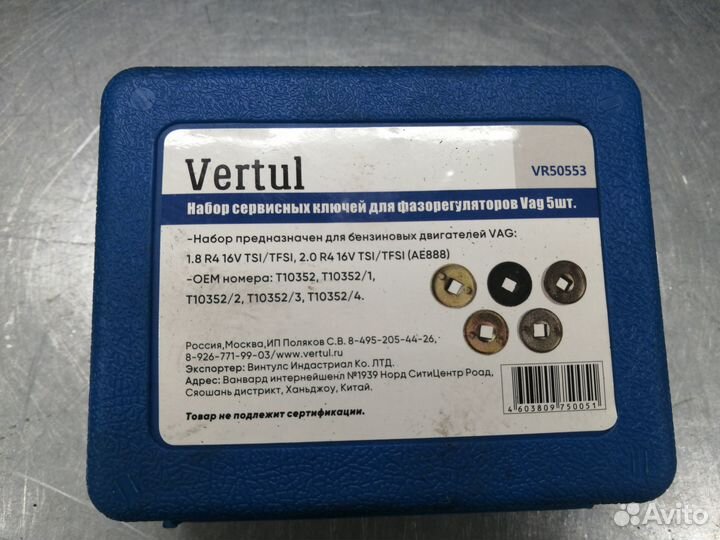 Vertul
VR50553
Набор сервисных ключей для фазорегуляторов Vag 5шт.
-Набор предназначен для бензиновых двигателей VAG:
1.8 R4 16V TSI/TFSI, 2.0 R4 16V TSI/TFSI (AE888)
-OEM номера: T10352, T10352/1,
T10352/2, T10352/3, T10352/4.
Россия,Москва,ИП Поляков С.В. 8-495-205-44-26,
8-926-771-99-03/www.vertul.ru
Экспортер: Винтулс Индастриал Ко. ЛТД.
Адрес: Ванвард интернейшенл №1939 Норд СитиЦентр Роад,
Сяошань дистрикт, Ханьджоу, Китай.
Товар не подлежит сертификации.
4 603809 750051
Avito